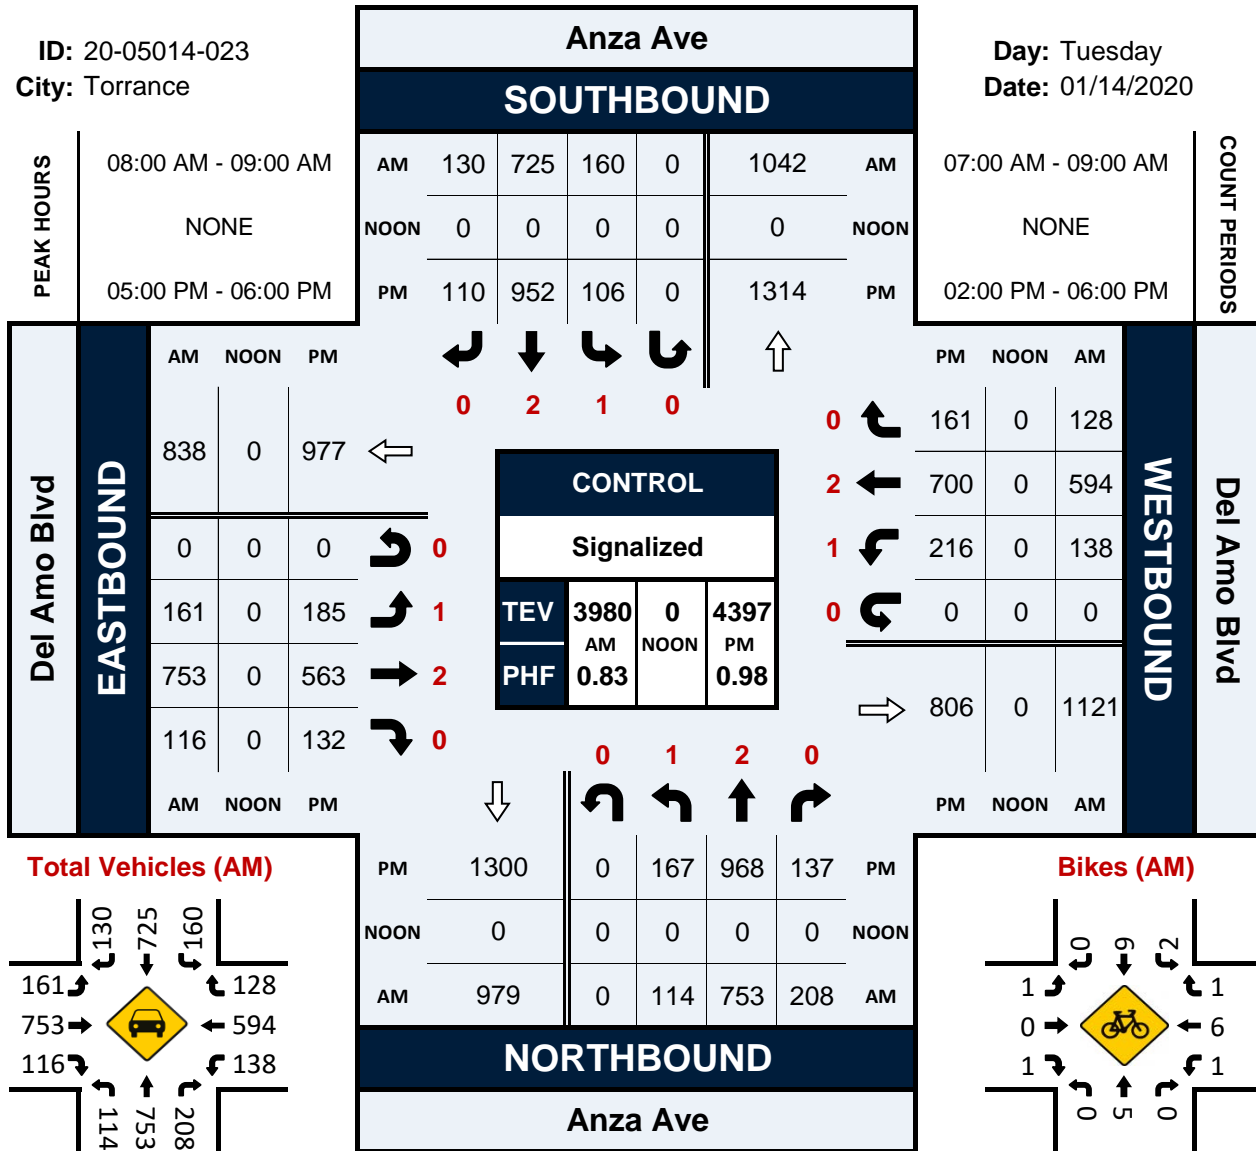 Anza Ave
ID: 20-05014-023
Day: Tuesday
City: Torrance
SOUTHBOUND
Date: 01/14/2020
PEAK HOURS
08:00 AM - 09:00 AM
NONE
05:00 PM - 06:00 PM
AM 130 725 160 0 1042 AM
NOON 0 0 0 0 0 NOON
PM 110 952 106 0 1314 PM
07:00 AM - 09:00 AM
NONE
02:00 PM - 06:00 PM
COUNT PERIODS
0 2 1 0
Del Amo Blvd
EASTBOUND
AM NOON PM
838 0 977
0 0 0 0
161 0 185 1
753 0 563 2
116 0 132 0
AM NOON PM
CONTROL
Signalized
TEV 3980 0 4397
AM NOON PM
PHF 0.83 0.98
PM NOON AM
0 161 0 128
2 700 0 594
1 216 0 138
0 0 0 0
806 0 1121
PM NOON AM
WESTBOUND
Del Amo Blvd
0 1 2 0
PM 1300 0 167 968 137 PM
NOON 0 0 0 0 0 NOON
AM 979 0 114 753 208 AM
NORTHBOUND
Anza Ave
Total Vehicles (AM)
130 725 160
161 128
753 594
116 138
114 753 208
Bikes (AM)
0 6 2
1 1
0 6
1 1
0 5 0